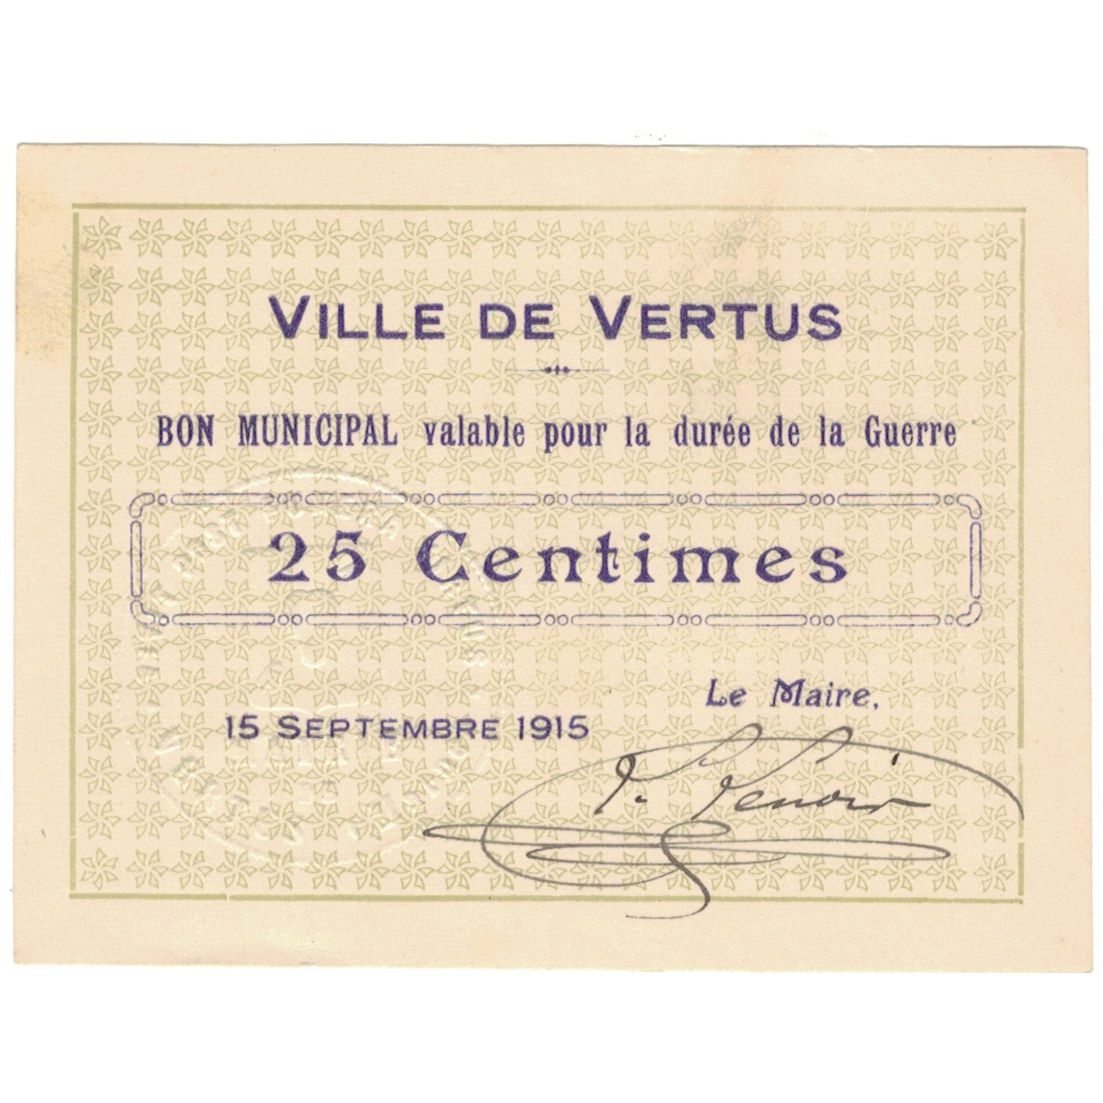 VILLE DE VERTUS
BON MUNICIPAL valable pour la durée de la Guerre
25 Centimes
Le Maire,
15 SEPTEMBRE 1915